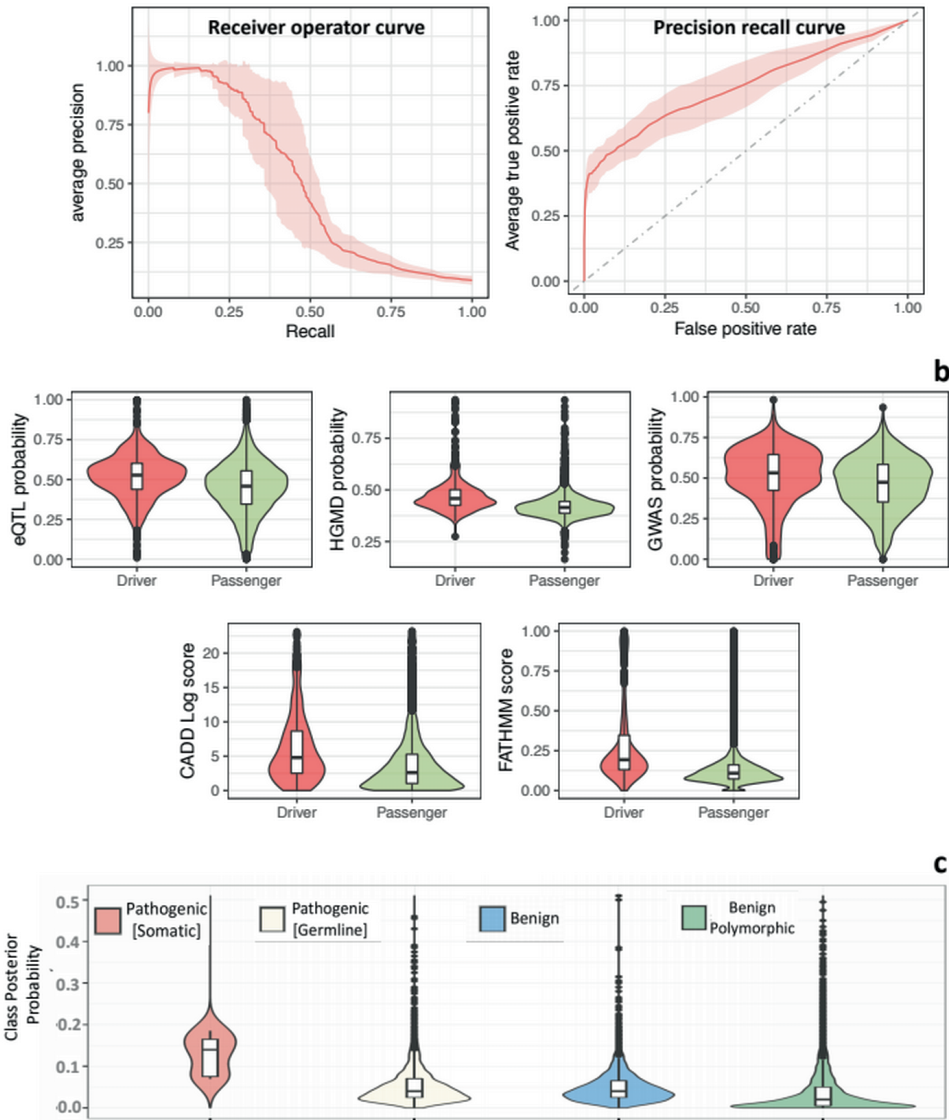 Receiver operator curve
Precision recall curve
average precision
1.00
0.75
0.50
0.25
0.00 0.25 0.50 0.75 1.00
Recall
Average true positive rate
1.00
0.75
0.50
0.25
0.00
0.00 0.25 0.50 0.75 1.00
False positive rate
b
eQTL probability
1.00
0.75
0.50
0.25
0.00
Driver Passenger
HGMD probability
0.75
0.50
0.25
Driver Passenger
GWAS probability
1.00
0.75
0.50
0.25
0.00
Driver Passenger
CADD Log score
20
15
10
5
0
Driver Passenger
FATHMM score
1.00
0.75
0.50
0.25
0.00
Driver Passenger
c
Class Posterior
Probability
0.5
0.4
0.3
0.2
0.1
0.0
Pathogenic
[Somatic]
Pathogenic
[Germline]
Benign
Benign
Polymorphic